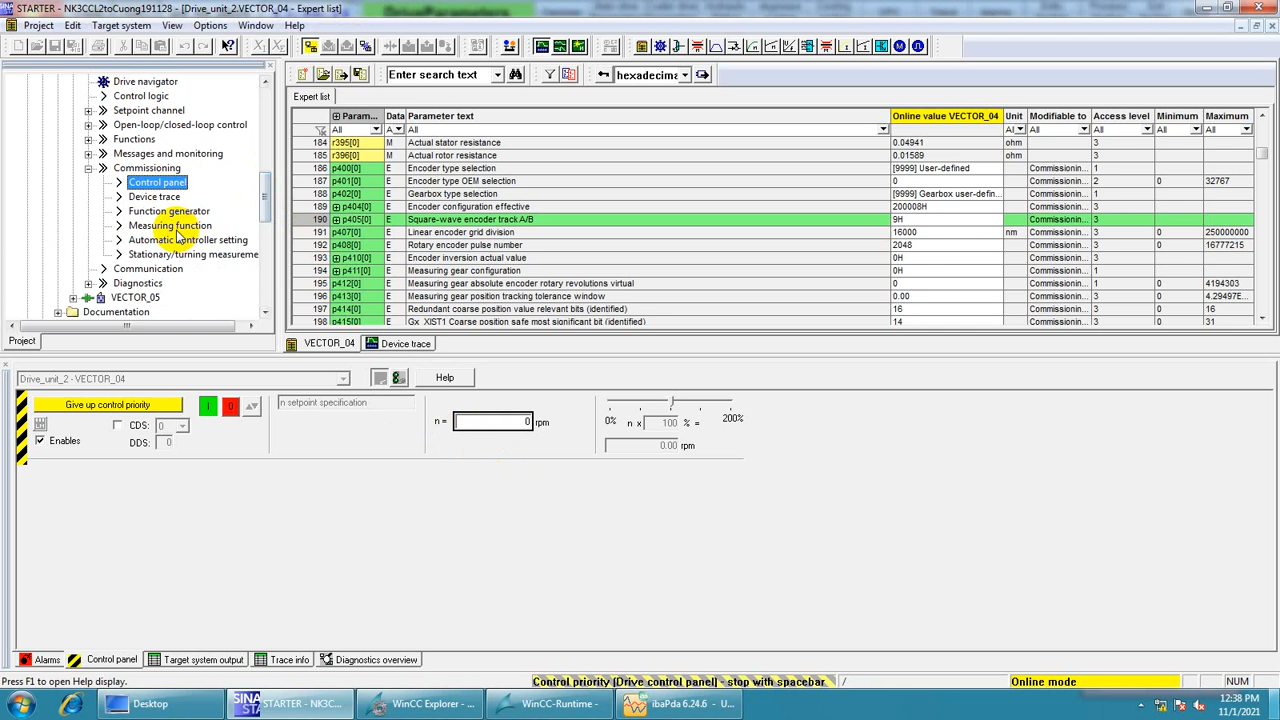 STARTER - NK3CCL2toCuong191128 - [Drive_unit_2.VECTOR_04 - Expert list]
Project Edit Target system View Options Window Help
Enter search text
hexadecima
Drive navigator
Control logic
Setpoint channel
Open-loop/closed-loop control
Functions
Messages and monitoring
Commissioning
Control panel
Device trace
Function generator
Measuring function
Automatic controller setting
Stationary/turning measureme
Communication
Diagnostics
VECTOR_05
Documentation
Project
Expert list
Param... Data Parameter text Online value VECTOR_04 Unit Modifiable to Access level Minimum Maximum
All A.. All Al All All All All
184 r395[0] M Actual stator resistance 0.04941 ohm 3
185 r396[0] M Actual rotor resistance 0.01589 ohm 3
186 p400[0] E Encoder type selection [9999] User-defined Commissionin... 1
187 p401[0] E Encoder type OEM selection 0 Commissionin... 2 0 32767
188 p402[0] E Gearbox type selection [9999] Gearbox user-defin... Commissionin... 1
189 p404[0] E Encoder configuration effective 200008H Commissionin... 3
190 p405[0] E Square-wave encoder track A/B 9H Commissionin... 3
191 p407[0] E Linear encoder grid division 16000 nm Commissionin... 3 0 250000000
192 p408[0] E Rotary encoder pulse number 2048 Commissionin... 3 0 16777215
193 p410[0] E Encoder inversion actual value 0H Commissionin... 3
194 p411[0] E Measuring gear configuration 0H Commissionin... 1
195 p412[0] E Measuring gear absolute encoder rotary revolutions virtual 0 Commissionin... 1 0 4194303
196 p413[0] E Measuring gear position tracking tolerance window 0.00 Commissionin... 3 0 4.29497E...
197 p414[0] E Redundant coarse position value relevant bits (identified) 16 Commissionin... 3 0 16
198 p415[0] E Gx_XIST1 Coarse position safe most significant bit (identified) 14 Commissionin... 3 0 31
VECTOR_04 Device trace
Drive_unit_2 - VECTOR_04
Help
Give up control priority
I 0
CDS: 0
Enables
DDS: 0
n setpoint specification
n = 0 rpm
0% n x 100 % = 200%
0.00 rpm
Alarms Control panel Target system output Trace info Diagnostics overview
Press F1 to open Help display.
Control priority [Drive control panel] - stop with spacebar
/
Online mode
NUM
Desktop
STARTER - NK3C...
WinCC Explorer - ...
WinCC-Runtime -
ibaPda 6.24.6 - U...
12:38 PM
11/1/2021